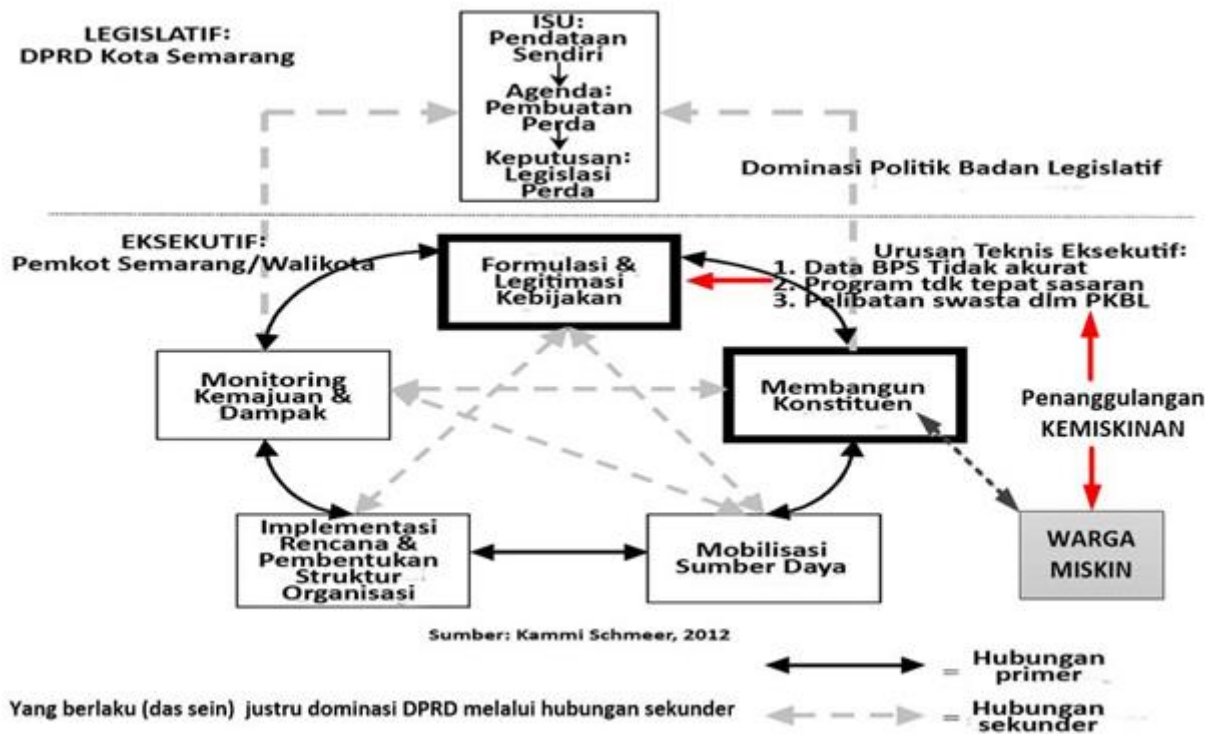 LEGISLATIF:
DPRD Kota Semarang
ISU:
Pendataan
Sendiri
Agenda:
Pembuatan
Perda
Keputusan:
Legislasi
Perda
Dominasi Politik Badan Legislatif
EKSEKUTIF:
Pemkot Semarang/Walikota
Formulasi &
Legitimasi
Kebijakan
Urusan Teknis Eksekutif:
1. Data BPS Tidak akurat
2. Program tdk tepat sasaran
3. Pelibatan swasta dlm PKBL
Monitoring
Kemajuan &
Dampak
Membangun
Konstituen
Penanggulangan
KEMISKINAN
Implementasi
Rencana &
Pembentukan
Struktur
Organisasi
Mobilisasi
Sumber Daya
WARGA
MISKIN
Sumber: Kammi Schmeer, 2012
= Hubungan
primer
Yang berlaku (das sein) justru dominasi DPRD melalui hubungan sekunder
= Hubungan
sekunder